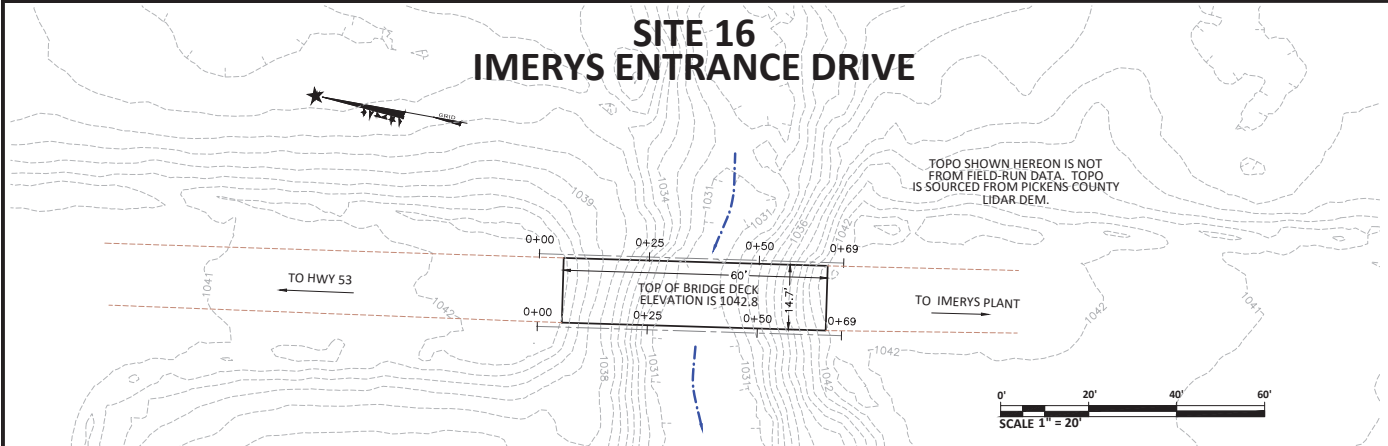 SITE 16
IMERYS ENTRANCE DRIVE
GRID
TOPO SHOWN HEREON IS NOT
FROM FIELD-RUN DATA. TOPO
IS SOURCED FROM PICKENS COUNTY
LIDAR DEM.
1039
1034
1031
1031
1036
1042
0+00
0+25
0+50
0+69
60'
TO HWY 53
TOP OF BRIDGE DECK
ELEVATION IS 1042.8
14.7'
TO IMERYS PLANT
1041
1042
1042
1041
0+00
0+25
0+50
0+69
1038
1031
1031
1042
1042
0'
20'
40'
60'
SCALE 1" = 20'